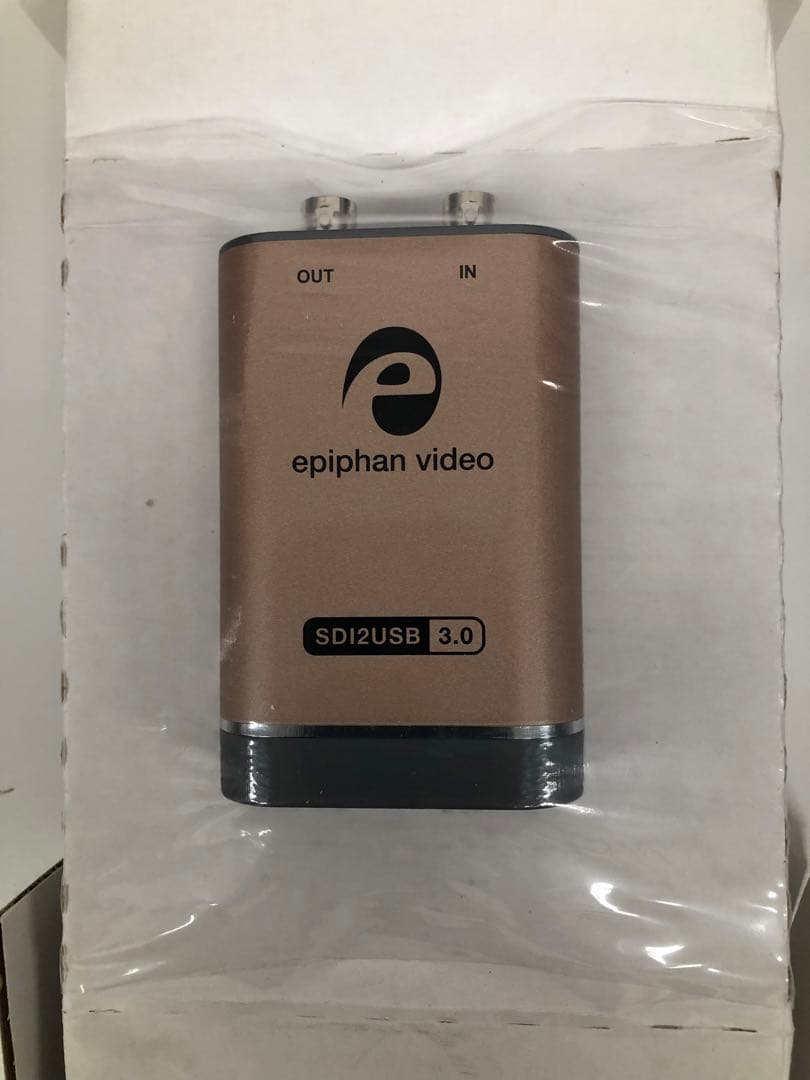 OUT IN
epiphan video
SDI2USB 3.0